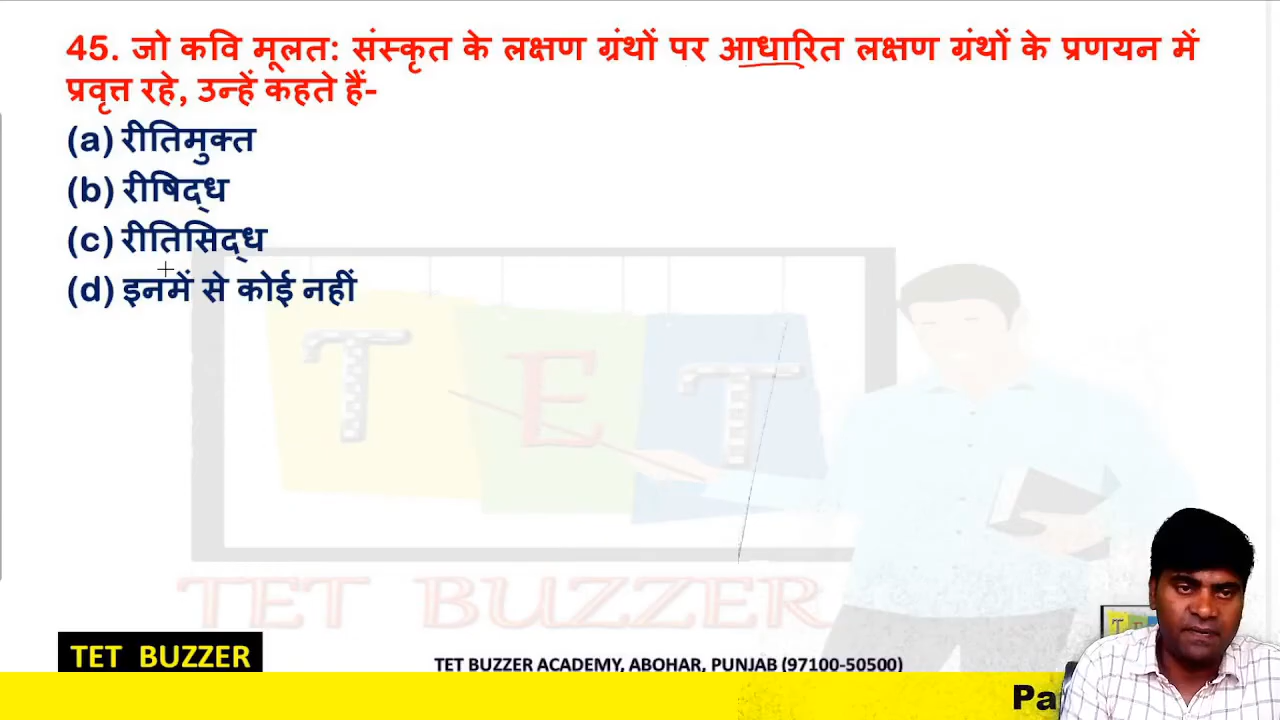 45. जो कवि मूलत: संस्कृत के लक्षण ग्रंथों पर आधारित लक्षण ग्रंथों के प्रणयन में
प्रवृत्त रहे, उन्हें कहते हैं-
(a) रीतिमुक्त
(b) रीषिद्ध
(c) रीतिसिद्ध
(d) इनमें से कोई नहीं
T E T
TET BUZZER
TET BUZZER
TET BUZZER ACADEMY, ABOHAR, PUNJAB (97100-50500)
Pa